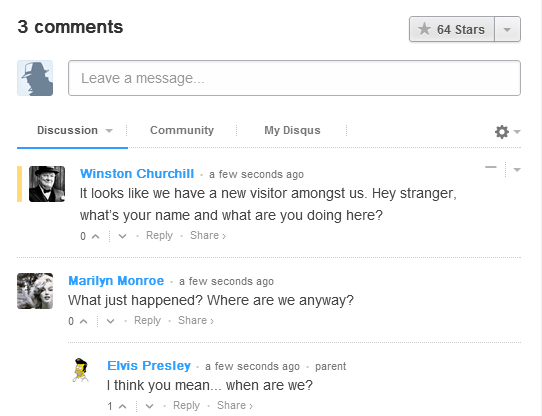 3 comments
64 Stars
Leave a message...
Discussion
Community
My Disqus
Winston Churchill · a few seconds ago
It looks like we have a new visitor amongst us. Hey stranger,
what's your name and what are you doing here?
0 · Reply · Share ›
Marilyn Monroe · a few seconds ago
What just happened? Where are we anyway?
0 · Reply · Share ›
Elvis Presley · a few seconds ago · parent
I think you mean... when are we?
1 · Reply · Share ›